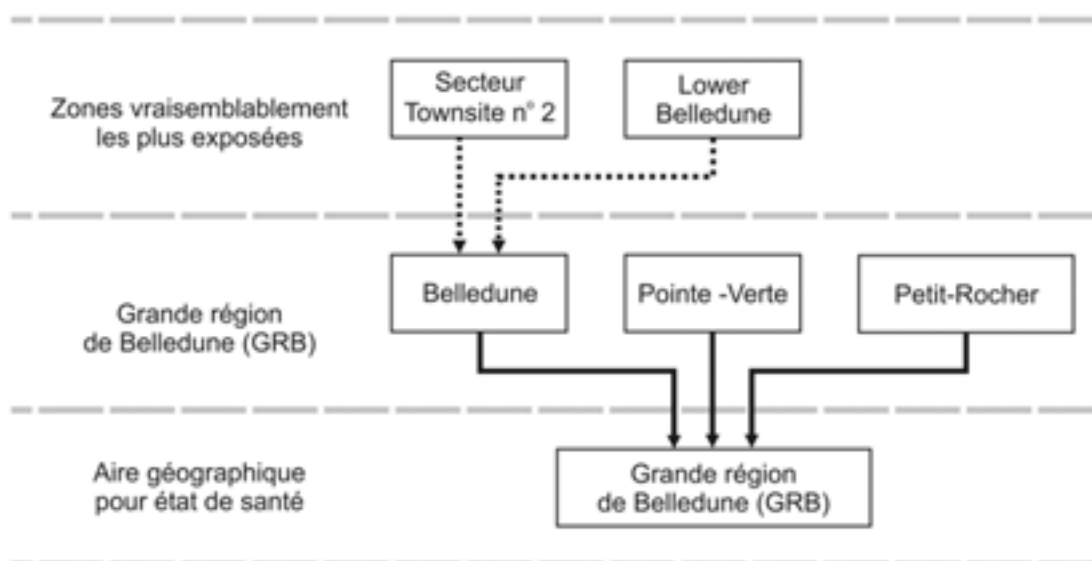 Zones vraisemblablement
les plus exposées
Secteur
Townsite n° 2
Lower
Belledune
Grande région
de Belledune (GRB)
Belledune
Pointe -Verte
Petit-Rocher
Aire géographique
pour état de santé
Grande région
de Belledune (GRB)